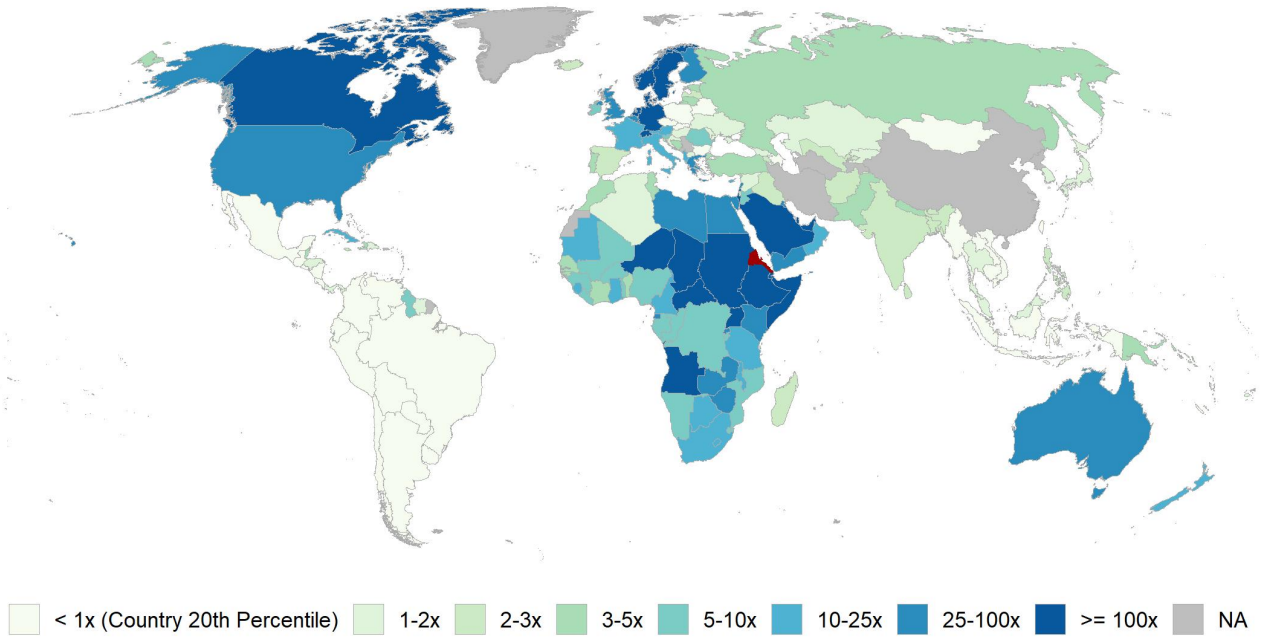 < 1x (Country 20th Percentile) 1-2x 2-3x 3-5x 5-10x 10-25x 25-100x >= 100x NA